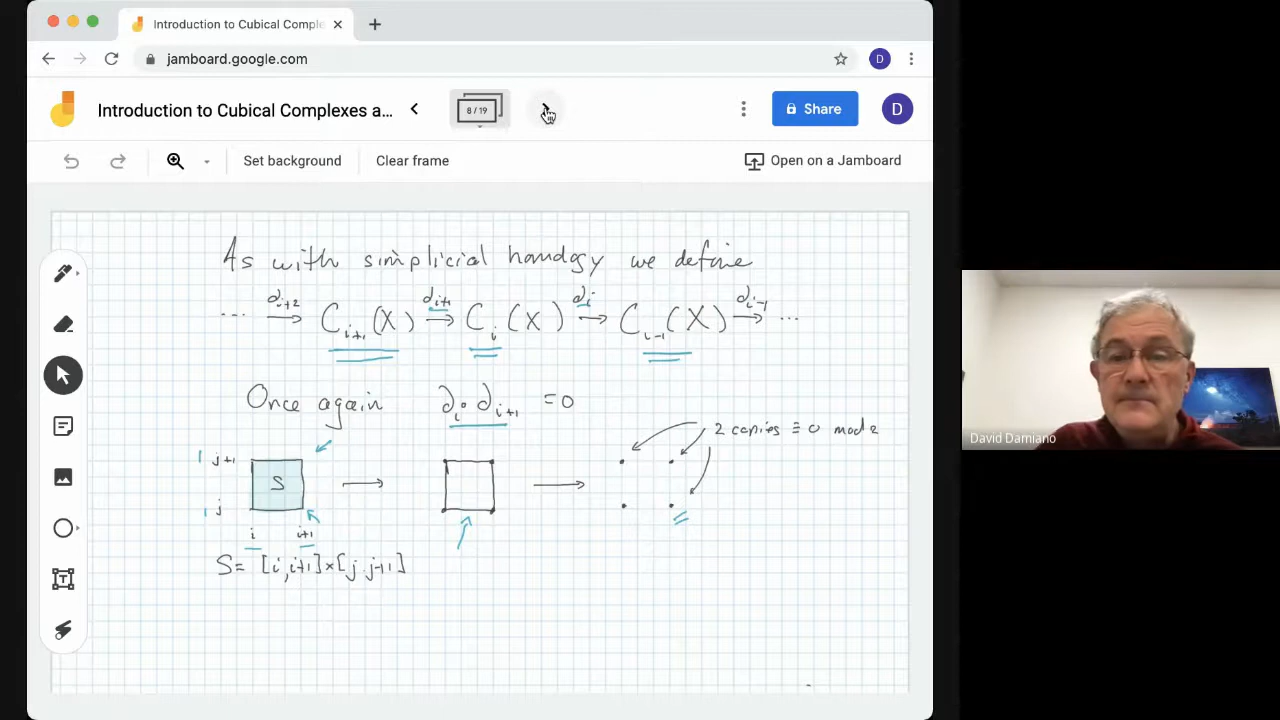 Introduction to Cubical Comple
jamboard.google.com
D
Introduction to Cubical Complexes a...
8 / 19
Share
D
Set background
Clear frame
Open on a Jamboard
As with simplicial homology we define
··· ∂i+2 → Ci+1(X) ∂i+1 → Ci(X) ∂i → Ci-1(X) ∂i-1 → ···
Once again ∂i ∘ ∂i+1 = 0
2 copies ≡ 0 mod 2
j+1
S
j
i i+1
S = [i,i+1]×[j,j+1]
David Damiano